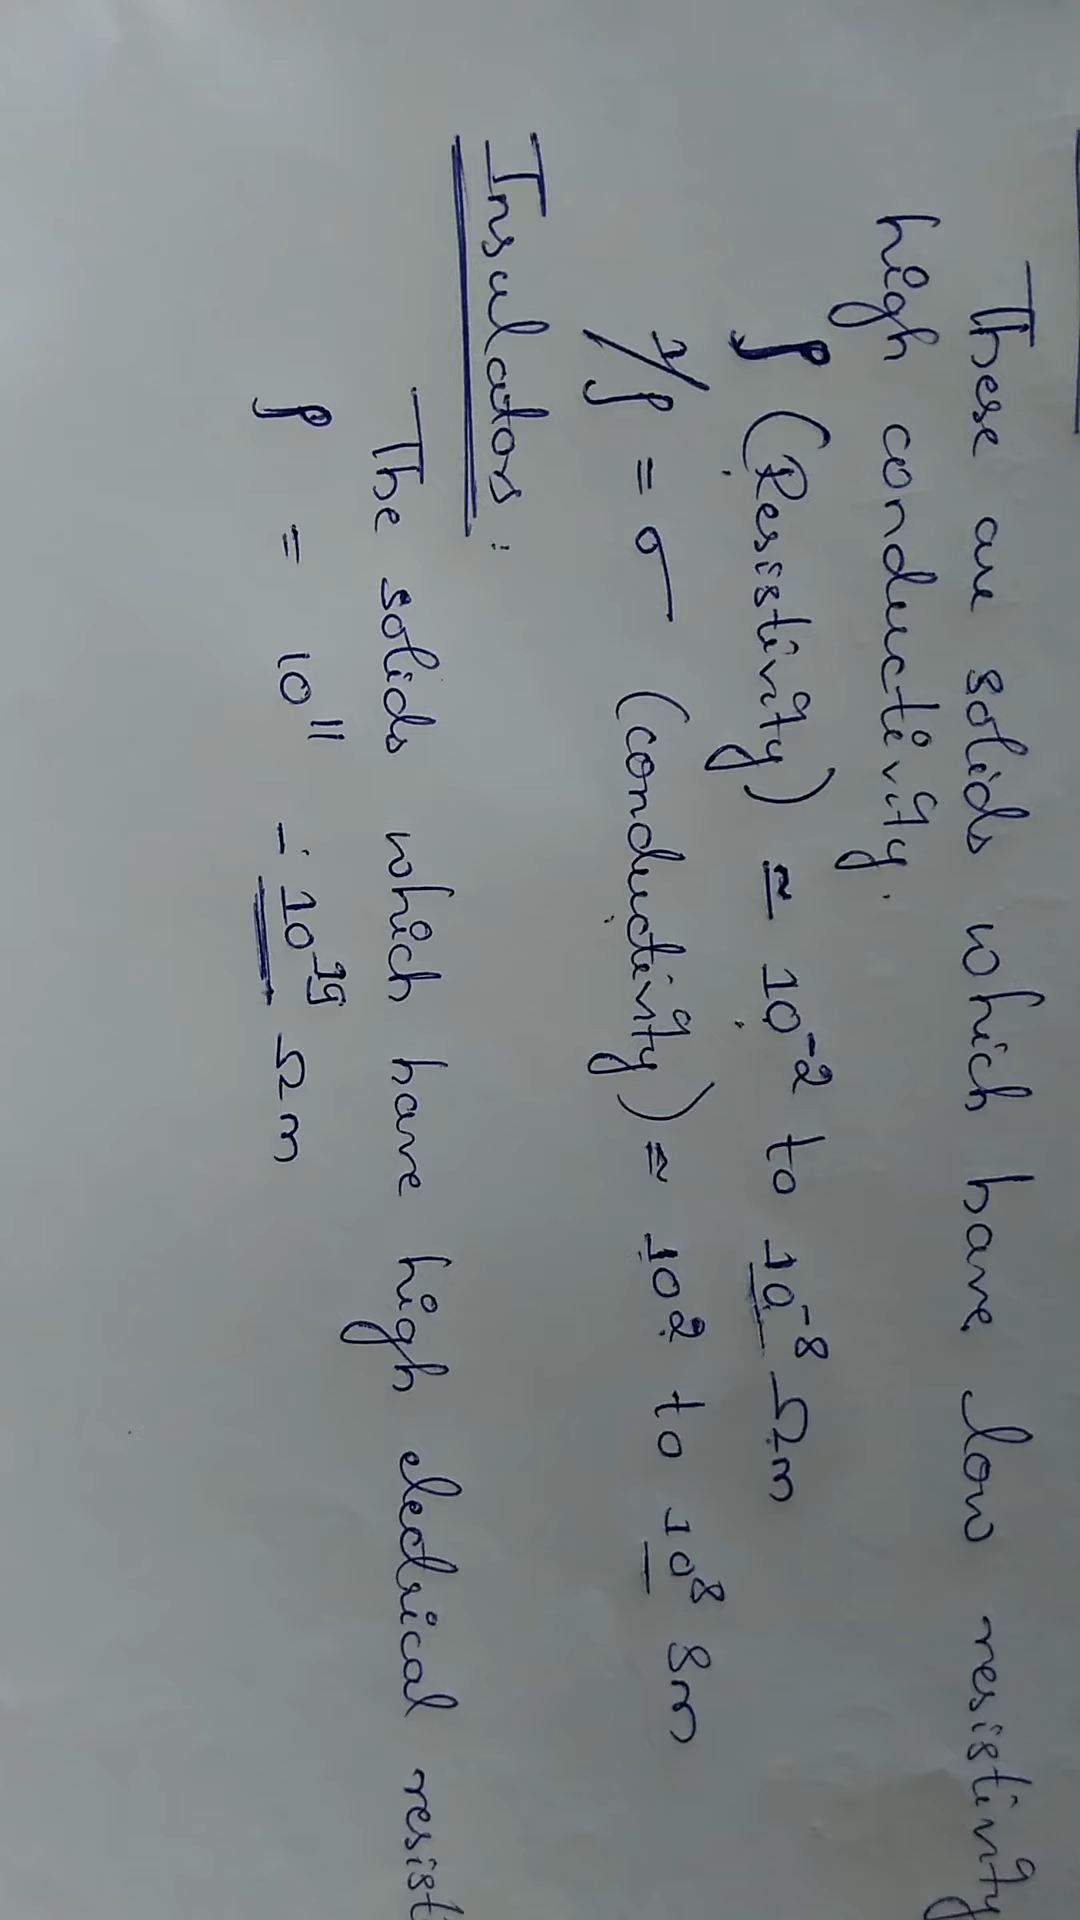 These are solids which have low resistivity
high conductivity.
ρ (Resistivity) ≃ 10⁻² to 10⁻⁸ Ωm
1/ρ = σ (conductivity) ≃ 10² to 10⁸ Sm
Insulators:
The solids which have high electrical resisti
ρ = 10¹¹ - 10¹⁹ Ωm